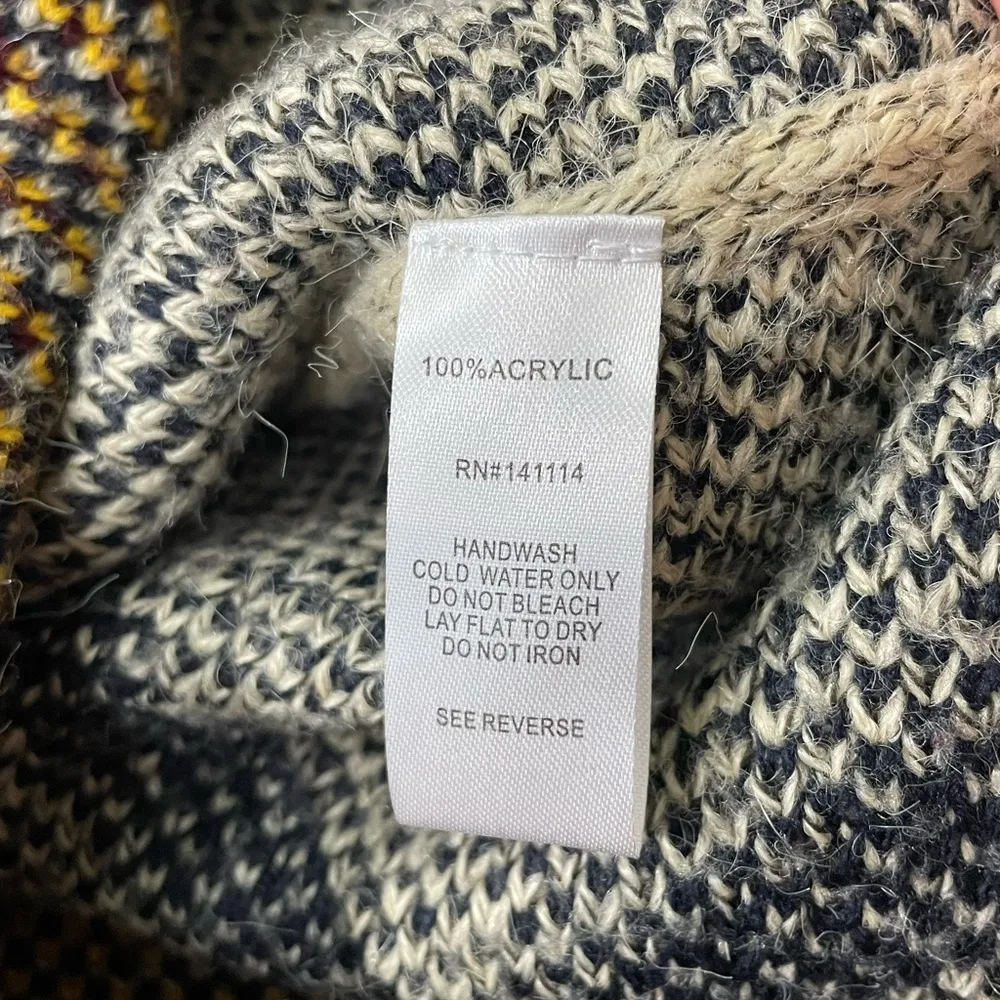 100%ACRYLIC
RN#141114
HANDWASH
COLD WATER ONLY
DO NOT BLEACH
LAY FLAT TO DRY
DO NOT IRON
SEE REVERSE